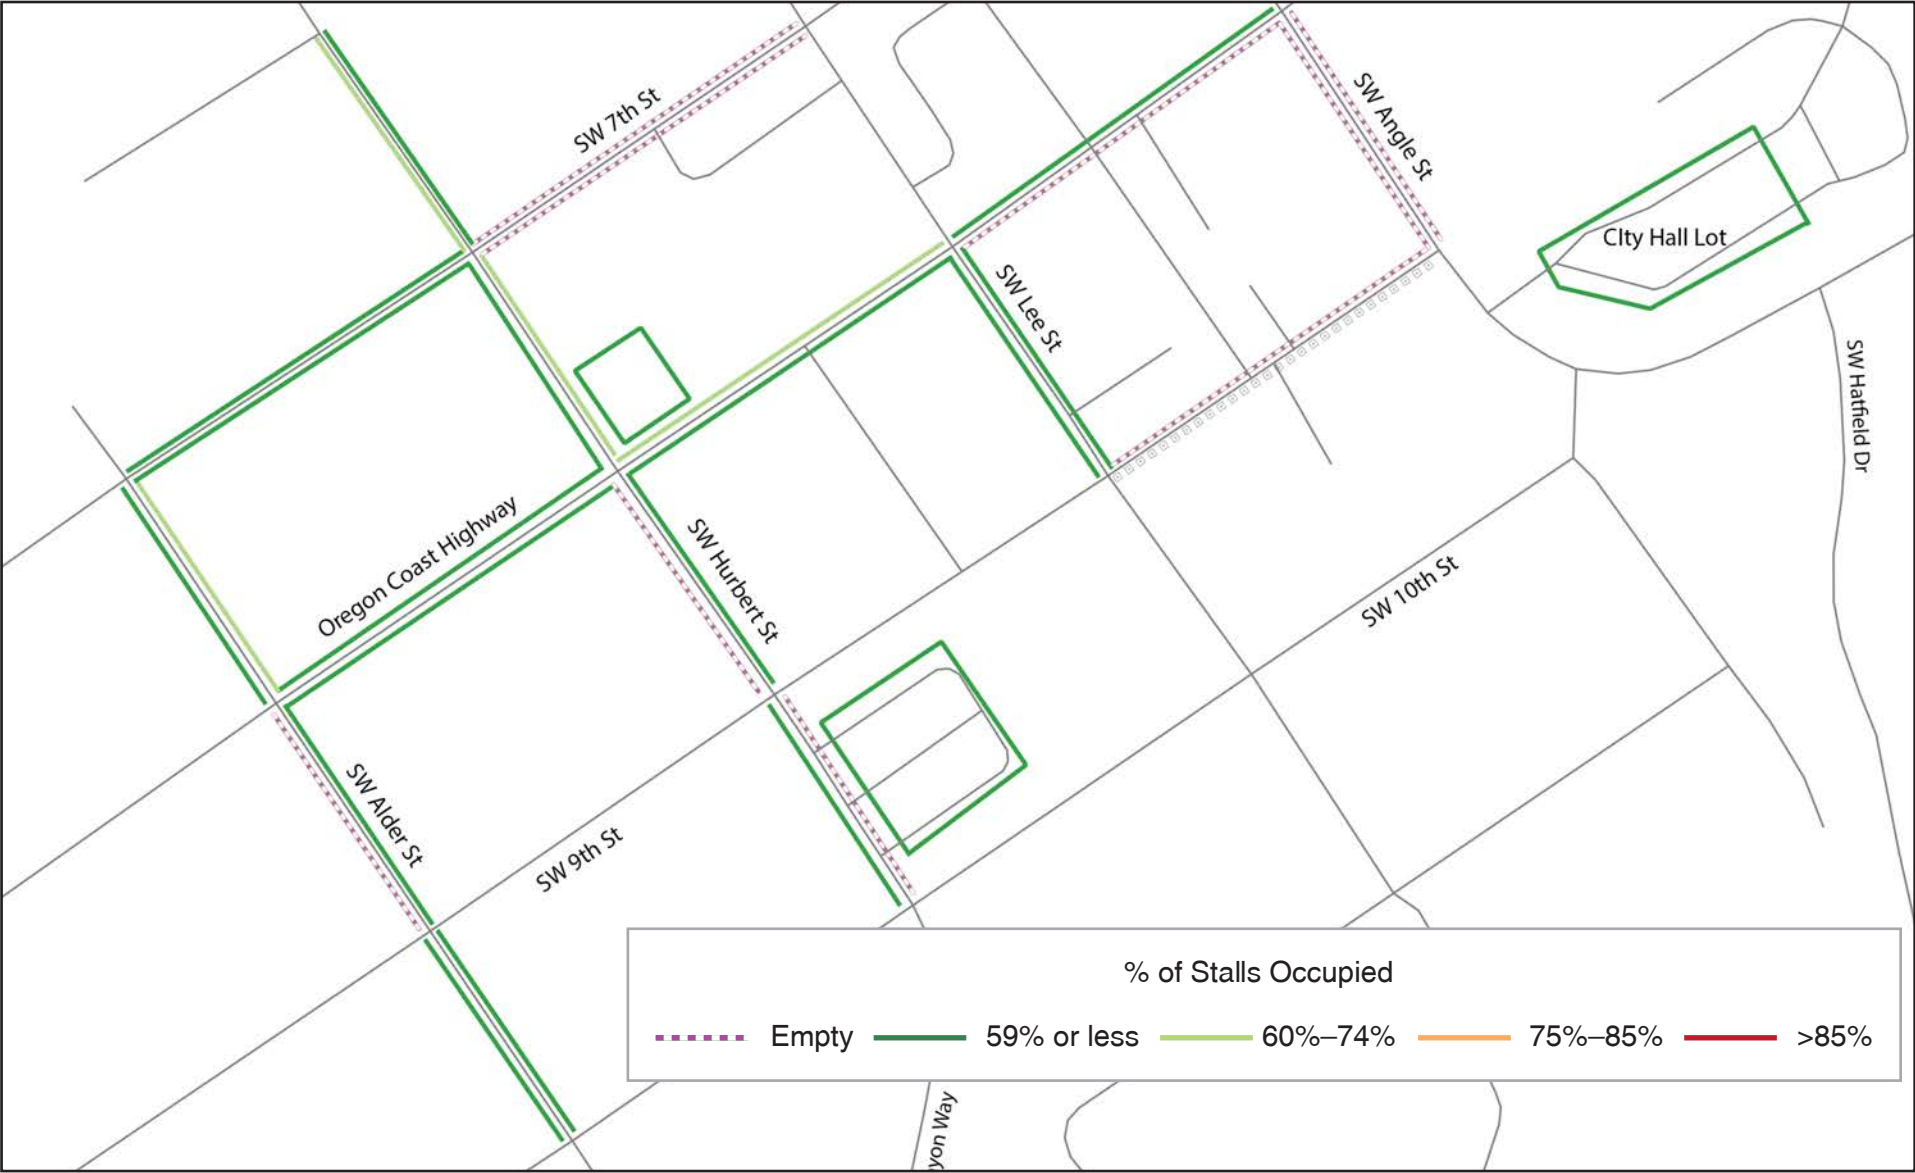 SW 7th St
SW Angle St
CIty Hall Lot
SW Lee St
SW Hatfield Dr
Oregon Coast Highway
SW Hurbert St
SW 10th St
SW Alder St
SW 9th St
% of Stalls Occupied
Empty 59% or less 60%–74% 75%–85% >85%
yon Way